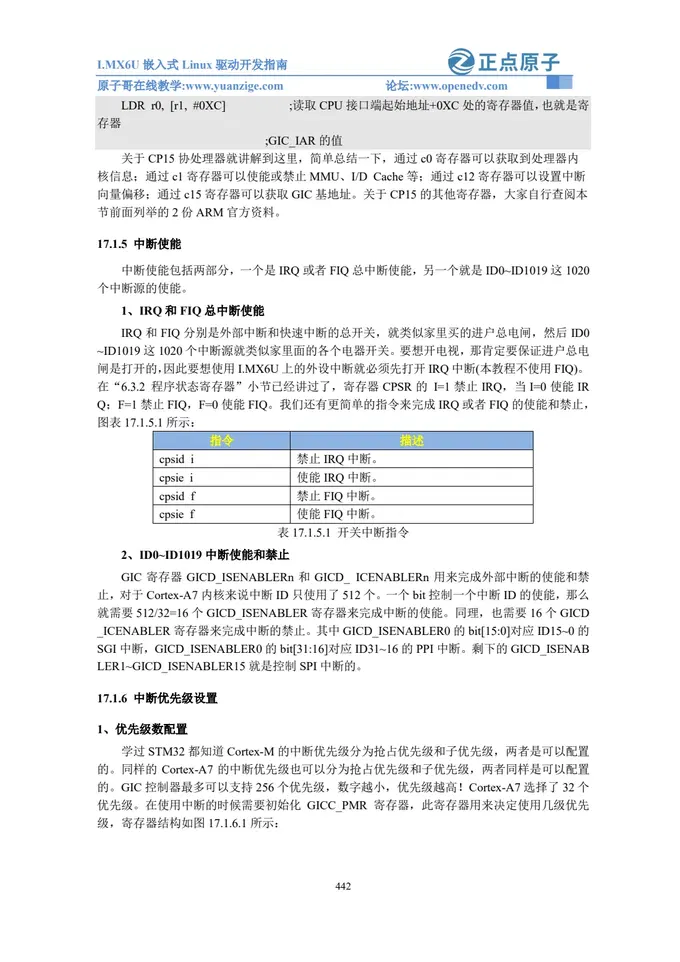 I.MX6U 嵌入式 Linux 驱动开发指南
正点原子
原子哥在线教学:www.yuanzige.com 论坛:www.openedv.com
LDR r0, [r1, #0XC] ;读取 CPU 接口端起始地址+0XC 处的寄存器值，也就是寄
存器
;GIC_IAR 的值
关于 CP15 协处理器就讲解到这里，简单总结一下，通过 c0 寄存器可以获取到处理器内
核信息；通过 c1 寄存器可以使能或禁止 MMU、I/D Cache 等；通过 c12 寄存器可以设置中断
向量偏移；通过 c15 寄存器可以获取 GIC 基地址。关于 CP15 的其他寄存器，大家自行查阅本
节前面列举的 2 份 ARM 官方资料。
17.1.5 中断使能
中断使能包括两部分，一个是 IRQ 或者 FIQ 总中断使能，另一个就是 ID0~ID1019 这 1020
个中断源的使能。
1、IRQ 和 FIQ 总中断使能
IRQ 和 FIQ 分别是外部中断和快速中断的总开关，就类似家里买的进户总电闸，然后 ID0
~ID1019 这 1020 个中断源就类似家里面的各个电器开关。要想开电视，那肯定要保证进户总电
闸是打开的，因此要想使用 I.MX6U 上的外设中断就必须先打开 IRQ 中断(本教程不使用 FIQ)。
在“6.3.2 程序状态寄存器”小节已经讲过了，寄存器 CPSR 的 I=1 禁止 IRQ，当 I=0 使能 IR
Q；F=1 禁止 FIQ，F=0 使能 FIQ。我们还有更简单的指令来完成 IRQ 或者 FIQ 的使能和禁止，
图表 17.1.5.1 所示：
指令 描述
cpsid i 禁止 IRQ 中断。
cpsie i 使能 IRQ 中断。
cpsid f 禁止 FIQ 中断。
cpsie f 使能 FIQ 中断。
表 17.1.5.1 开关中断指令
2、ID0~ID1019 中断使能和禁止
GIC 寄存器 GICD_ISENABLERn 和 GICD_ ICENABLERn 用来完成外部中断的使能和禁
止，对于 Cortex-A7 内核来说中断 ID 只使用了 512 个。一个 bit 控制一个中断 ID 的使能，那么
就需要 512/32=16 个 GICD_ISENABLER 寄存器来完成中断的使能。同理，也需要 16 个 GICD
_ICENABLER 寄存器来完成中断的禁止。其中 GICD_ISENABLER0 的 bit[15:0]对应 ID15~0 的
SGI 中断，GICD_ISENABLER0 的 bit[31:16]对应 ID31~16 的 PPI 中断。剩下的 GICD_ISENAB
LER1~GICD_ISENABLER15 就是控制 SPI 中断的。
17.1.6 中断优先级设置
1、优先级数配置
学过 STM32 都知道 Cortex-M 的中断优先级分为抢占优先级和子优先级，两者是可以配置
的。同样的 Cortex-A7 的中断优先级也可以分为抢占优先级和子优先级，两者同样是可以配置
的。GIC 控制器最多可以支持 256 个优先级，数字越小，优先级越高！Cortex-A7 选择了 32 个
优先级。在使用中断的时候需要初始化 GICC_PMR 寄存器，此寄存器用来决定使用几级优先
级，寄存器结构如图 17.1.6.1 所示：
442